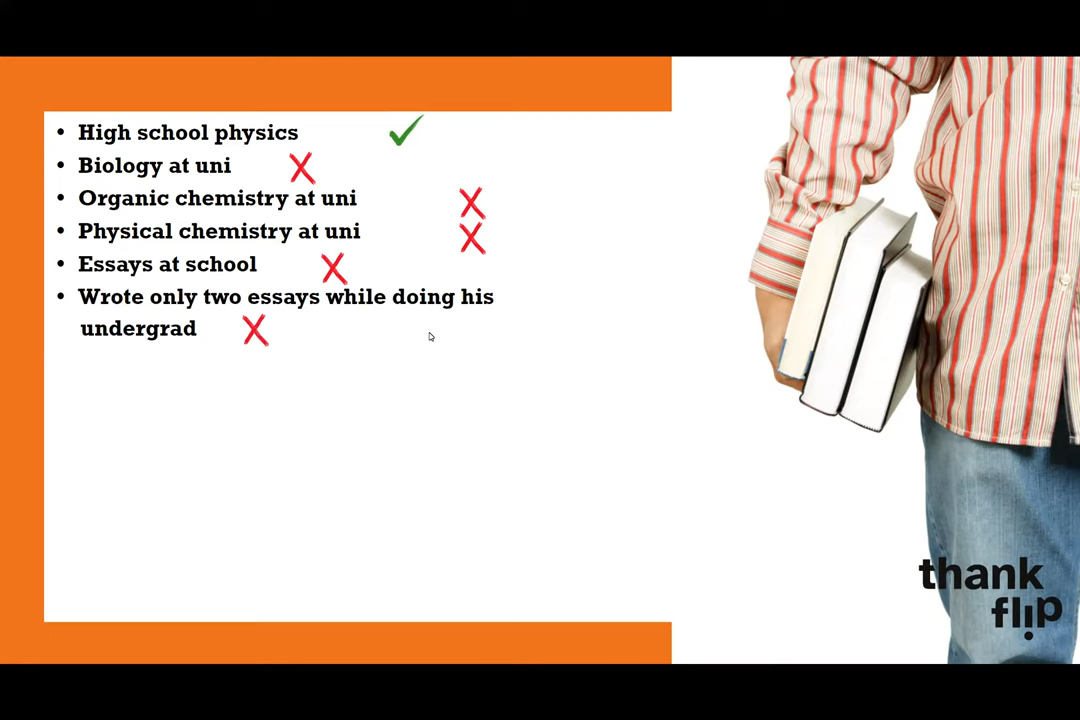 • High school physics
• Biology at uni
• Organic chemistry at uni
• Physical chemistry at uni
• Essays at school
• Wrote only two essays while doing his
undergrad
thank
flip